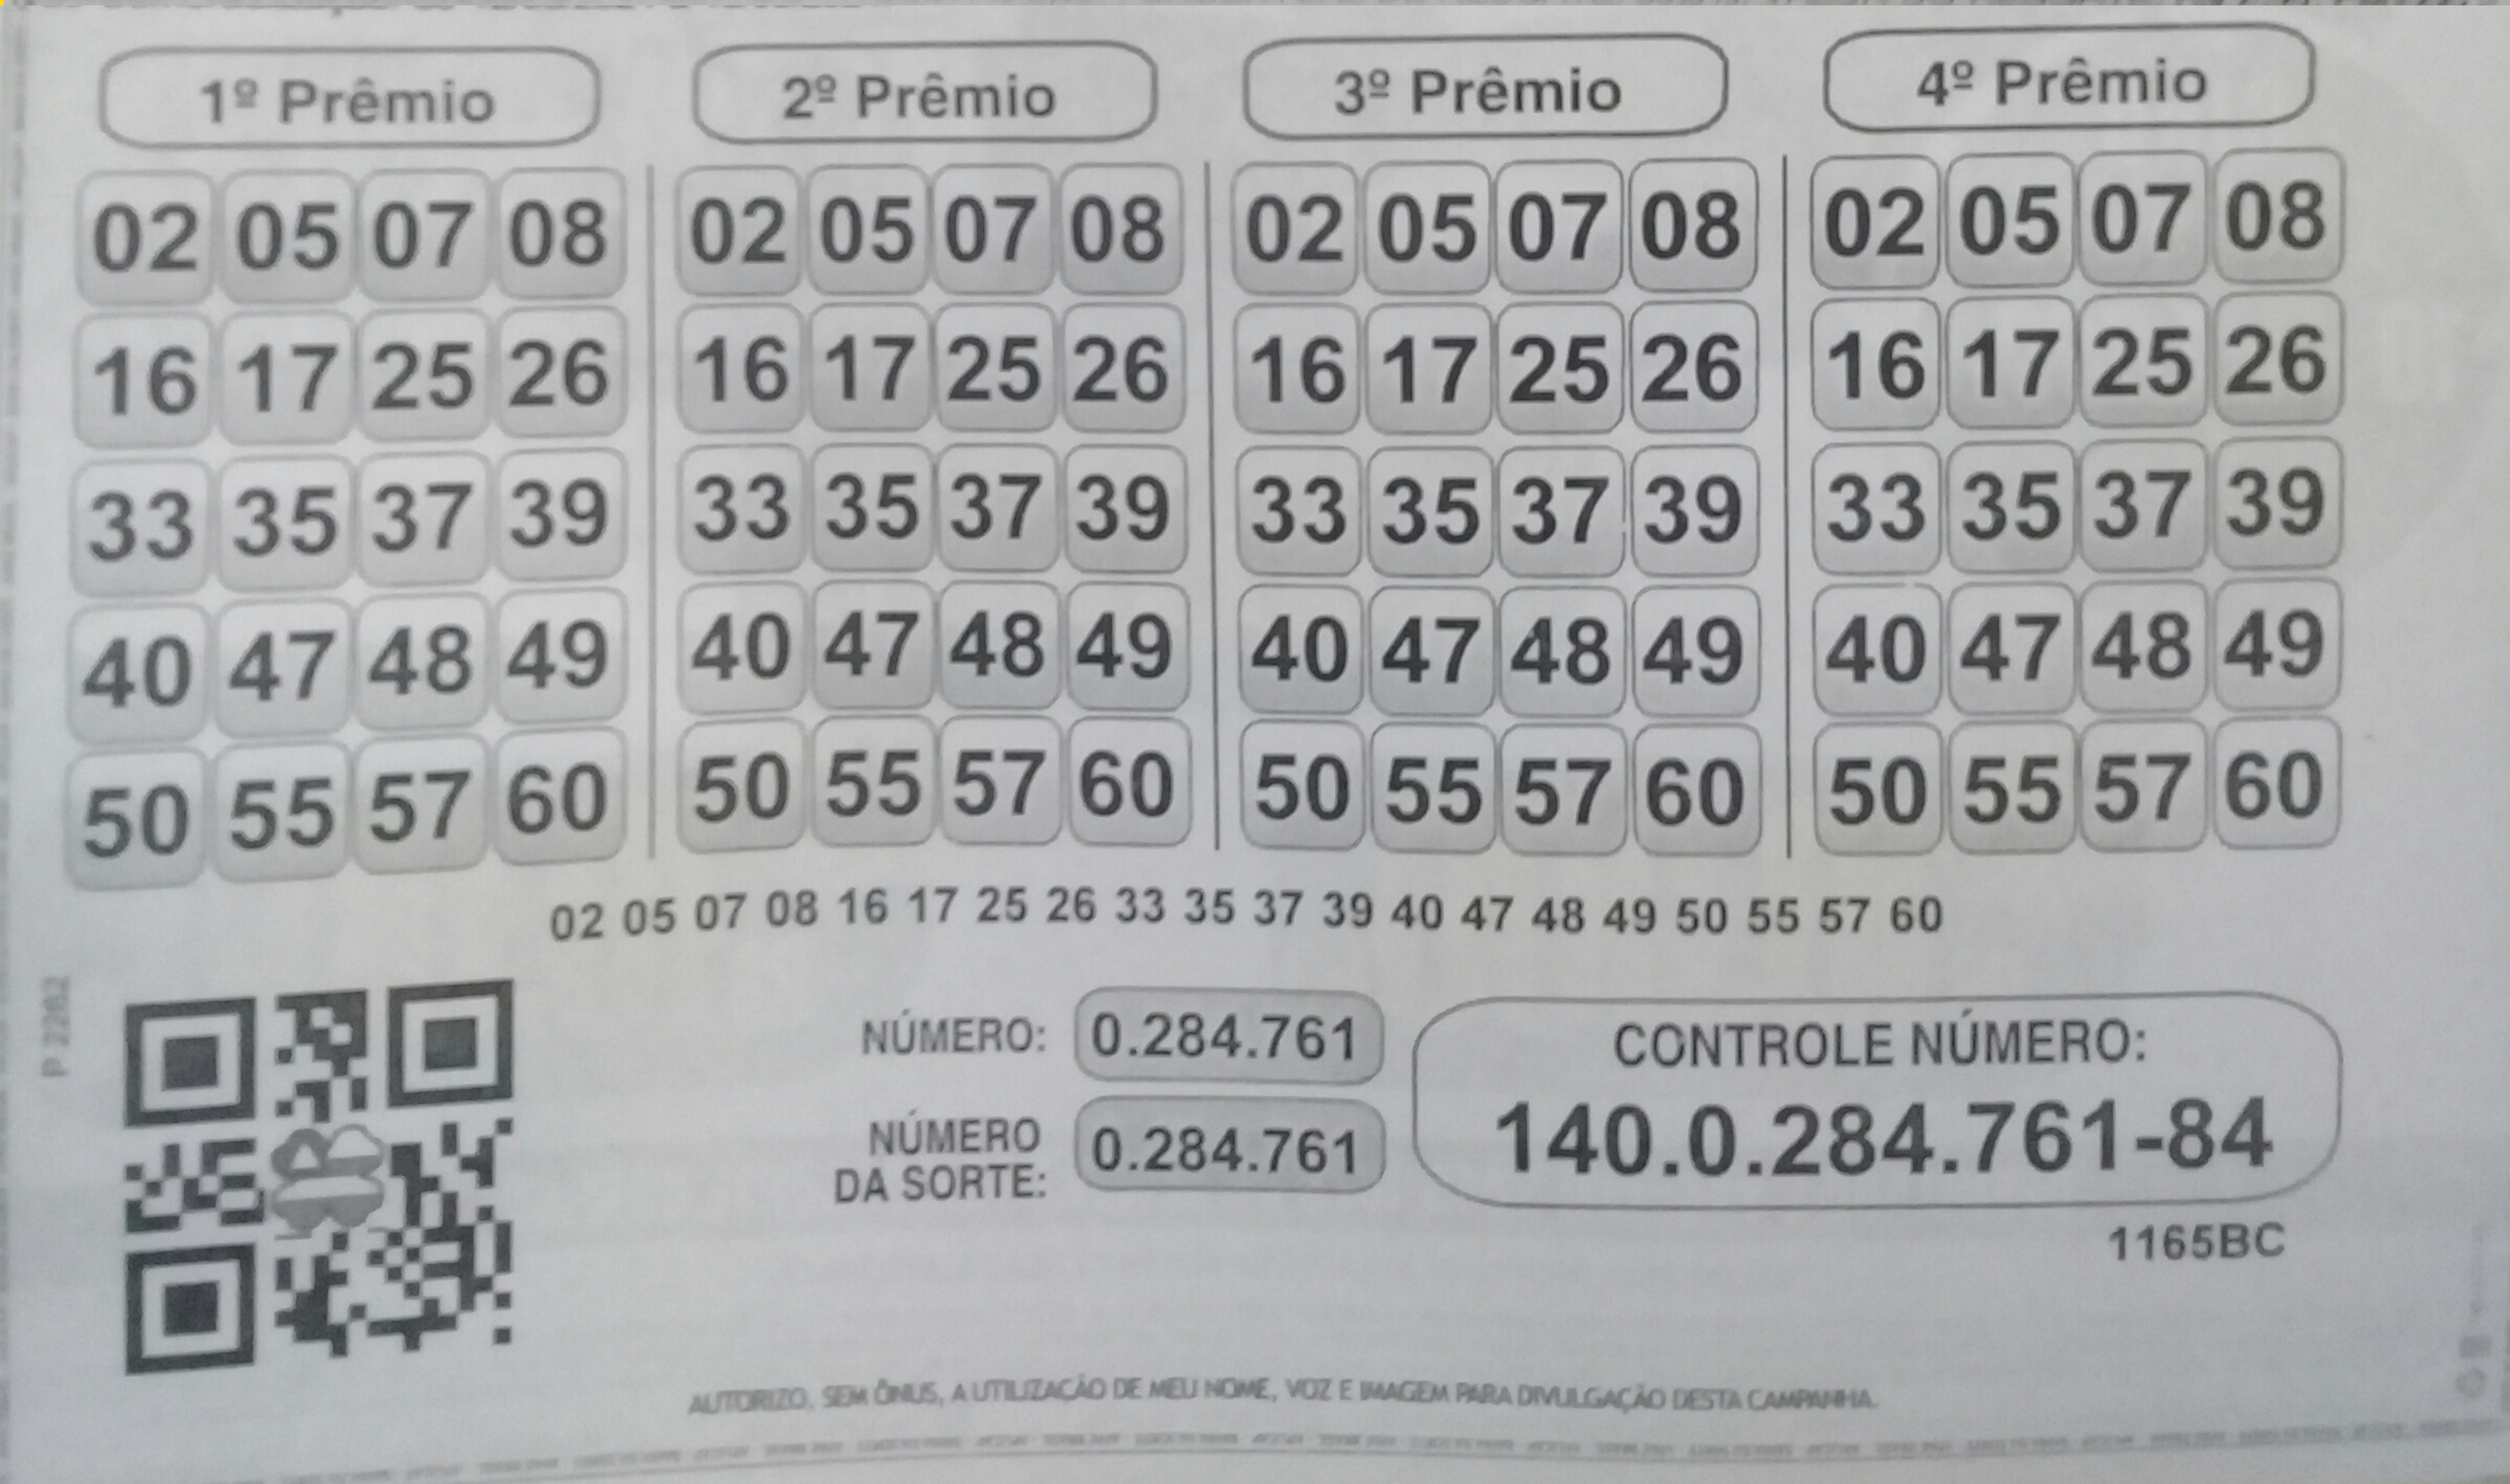 1º Prêmio 2º Prêmio 3º Prêmio 4º Prêmio
02 05 07 08 02 05 07 08 02 05 07 08 02 05 07 08
16 17 25 26 16 17 25 26 16 17 25 26 16 17 25 26
33 35 37 39 33 35 37 39 33 35 37 39 33 35 37 39
40 47 48 49 40 47 48 49 40 47 48 49 40 47 48 49
50 55 57 60 50 55 57 60 50 55 57 60 50 55 57 60
02 05 07 08 16 17 25 26 33 35 37 39 40 47 48 49 50 55 57 60
P 2282
NÚMERO: 0.284.761
NÚMERO
DA SORTE: 0.284.761
CONTROLE NÚMERO:
140.0.284.761-84
1165BC
AUTORIZO, SEM ÔNUS, A UTILIZAÇÃO DE MEU NOME, VOZ E IMAGEM PARA DIVULGAÇÃO DESTA CAMPANHA.